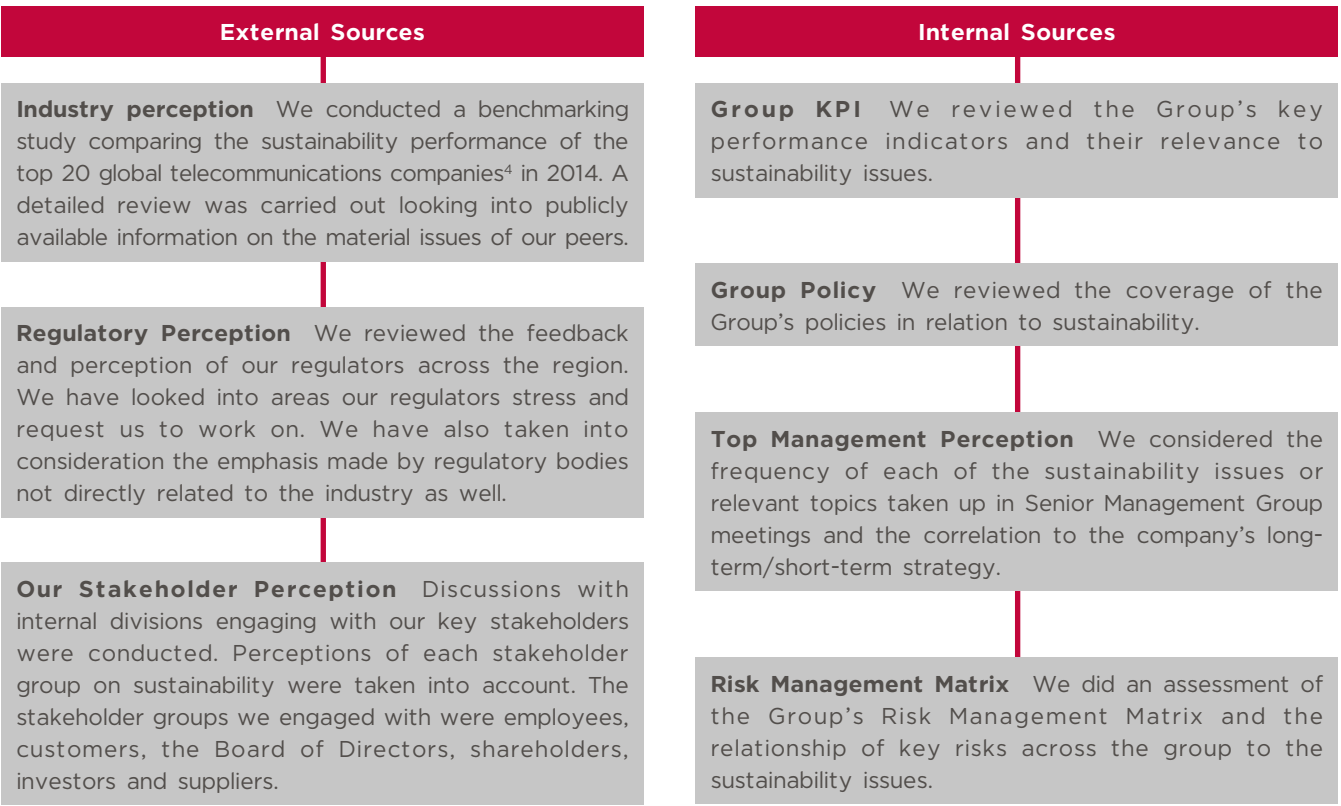 External Sources
Industry perception We conducted a benchmarking
study comparing the sustainability performance of the
top 20 global telecommunications companies⁴ in 2014. A
detailed review was carried out looking into publicly
available information on the material issues of our peers.
Regulatory Perception We reviewed the feedback
and perception of our regulators across the region.
We have looked into areas our regulators stress and
request us to work on. We have also taken into
consideration the emphasis made by regulatory bodies
not directly related to the industry as well.
Our Stakeholder Perception Discussions with
internal divisions engaging with our key stakeholders
were conducted. Perceptions of each stakeholder
group on sustainability were taken into account. The
stakeholder groups we engaged with were employees,
customers, the Board of Directors, shareholders,
investors and suppliers.
Internal Sources
Group KPI We reviewed the Group's key
performance indicators and their relevance to
sustainability issues.
Group Policy We reviewed the coverage of the
Group's policies in relation to sustainability.
Top Management Perception We considered the
frequency of each of the sustainability issues or
relevant topics taken up in Senior Management Group
meetings and the correlation to the company's long-
term/short-term strategy.
Risk Management Matrix We did an assessment of
the Group's Risk Management Matrix and the
relationship of key risks across the group to the
sustainability issues.